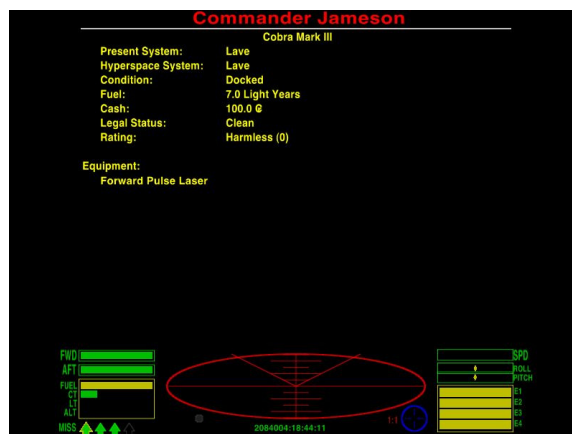 Commander Jameson
Cobra Mark III
Present System: Lave
Hyperspace System: Lave
Condition: Docked
Fuel: 7.0 Light Years
Cash: 100.0 ₢
Legal Status: Clean
Rating: Harmless (0)
Equipment:
Forward Pulse Laser
FWD
AFT
FUEL
CT
LT
ALT
MISS
2084004:18:44:11
1:1
SPD
ROLL
PITCH
E1
E2
E3
E4